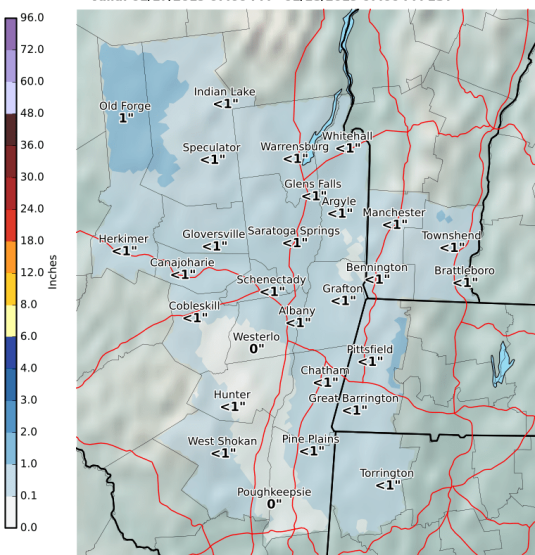 96.0
72.0
60.0
48.0
36.0
30.0
24.0
18.0
12.0
8.0
6.0
4.0
3.0
2.0
1.0
0.1
0.0
Inches
Old Forge
1"
Indian Lake
<1"
Speculator
<1"
Warrensburg
<1"
Whitehall
<1"
Glens Falls
<1"
Argyle
<1"
Manchester
<1"
Herkimer
<1"
Gloversville
<1"
Saratoga Springs
<1"
Townshend
<1"
Canajoharie
<1"
Schenectady
<1"
Bennington
<1"
Brattleboro
<1"
Grafton
<1"
Cobleskill
<1"
Albany
<1"
Westerlo
0"
Pittsfield
<1"
Chatham
<1"
Hunter
<1"
Great Barrington
<1"
West Shokan
<1"
Pine Plains
<1"
Torrington
<1"
Poughkeepsie
0"